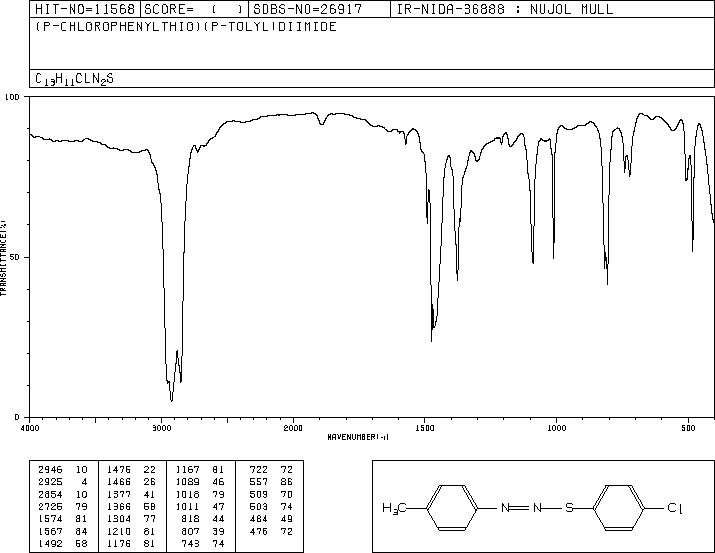 HIT-NO=11568 SCORE= ( ) SDBS-NO=26917 IR-NIDA-36888 : NUJOL MULL
(P-CHLOROPHENYLTHIO)(P-TOLYL)DIIMIDE
C13H11CLN2S
100
50
0
TRANSMITTANCE(%)
4000 3000 2000 1500 1000 500
WAVENUMBER(-1)
2946 10 1476 22 1167 81 722 72
2925 4 1466 26 1089 46 557 86
2854 10 1377 41 1018 79 509 70
2725 79 1366 58 1011 47 503 74
1574 81 1304 77 818 44 484 49
1567 84 1210 81 807 39 476 72
1492 58 1176 81 743 74
H3C N N S Cl